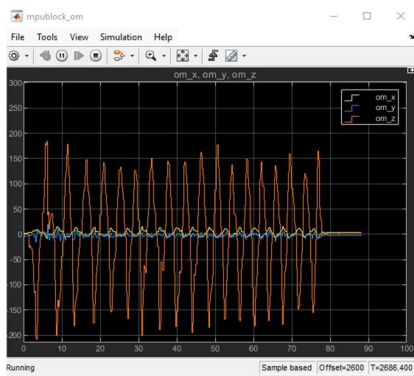 mpublock_om
File Tools View Simulation Help
om_x, om_y, om_z
om_x
om_y
om_z
300
250
200
150
100
50
0
-50
-100
-150
-200
0 10 20 30 40 50 60 70 80 90 100
Running Sample based Offset=2600 T=2686.400